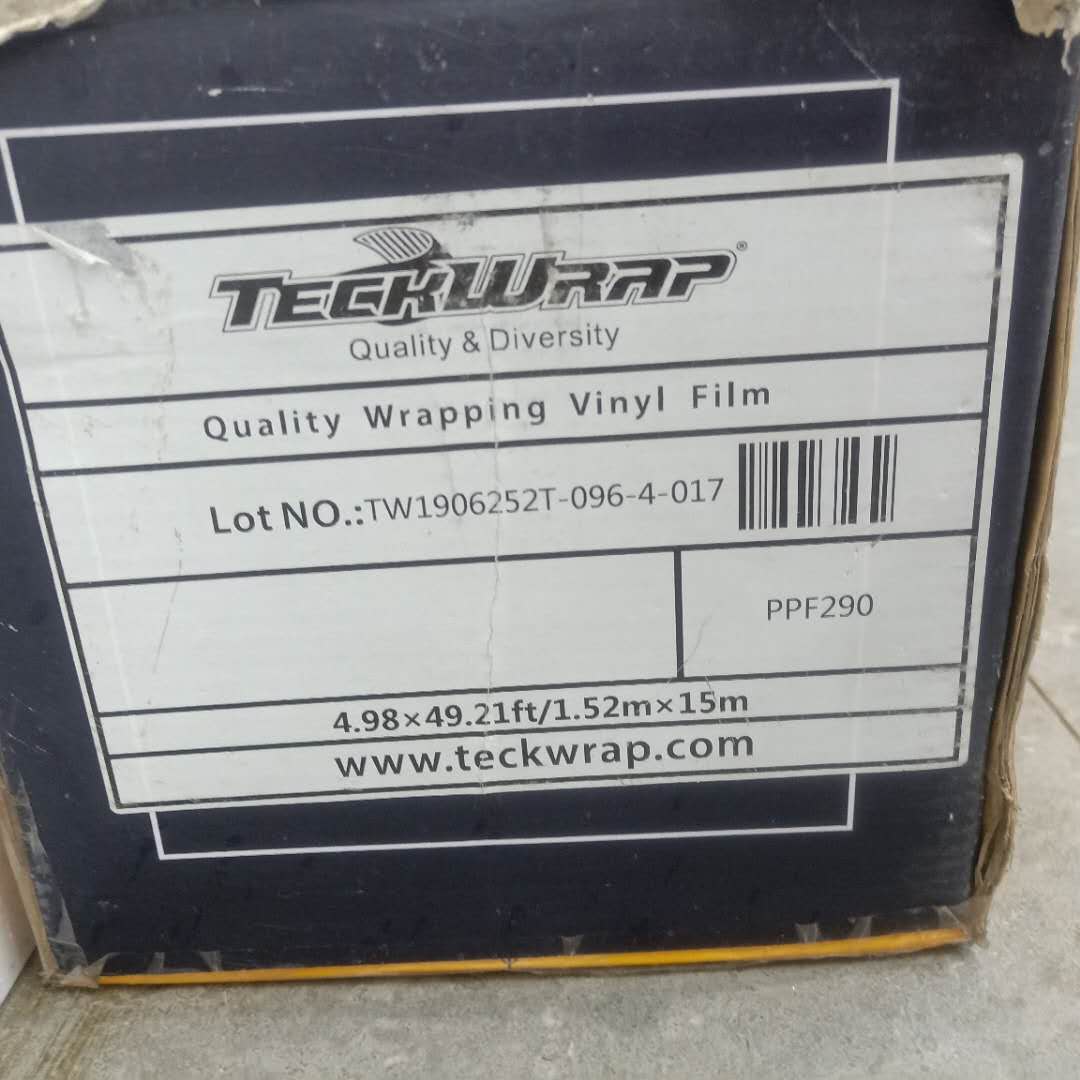 TECKWRAP®
Quality & Diversity
Quality Wrapping Vinyl Film
Lot NO.:TW1906252T-096-4-017
PPF290
4.98×49.21ft/1.52m×15m
www.teckwrap.com